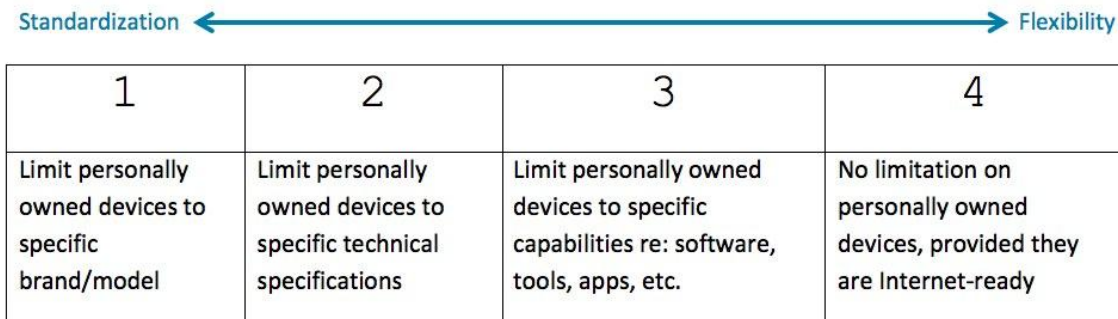 Standardization Flexibility
1 2 3 4
Limit personally
owned devices to
specific
brand/model
Limit personally
owned devices to
specific technical
specifications
Limit personally owned
devices to specific
capabilities re: software,
tools, apps, etc.
No limitation on
personally owned
devices, provided they
are Internet-ready